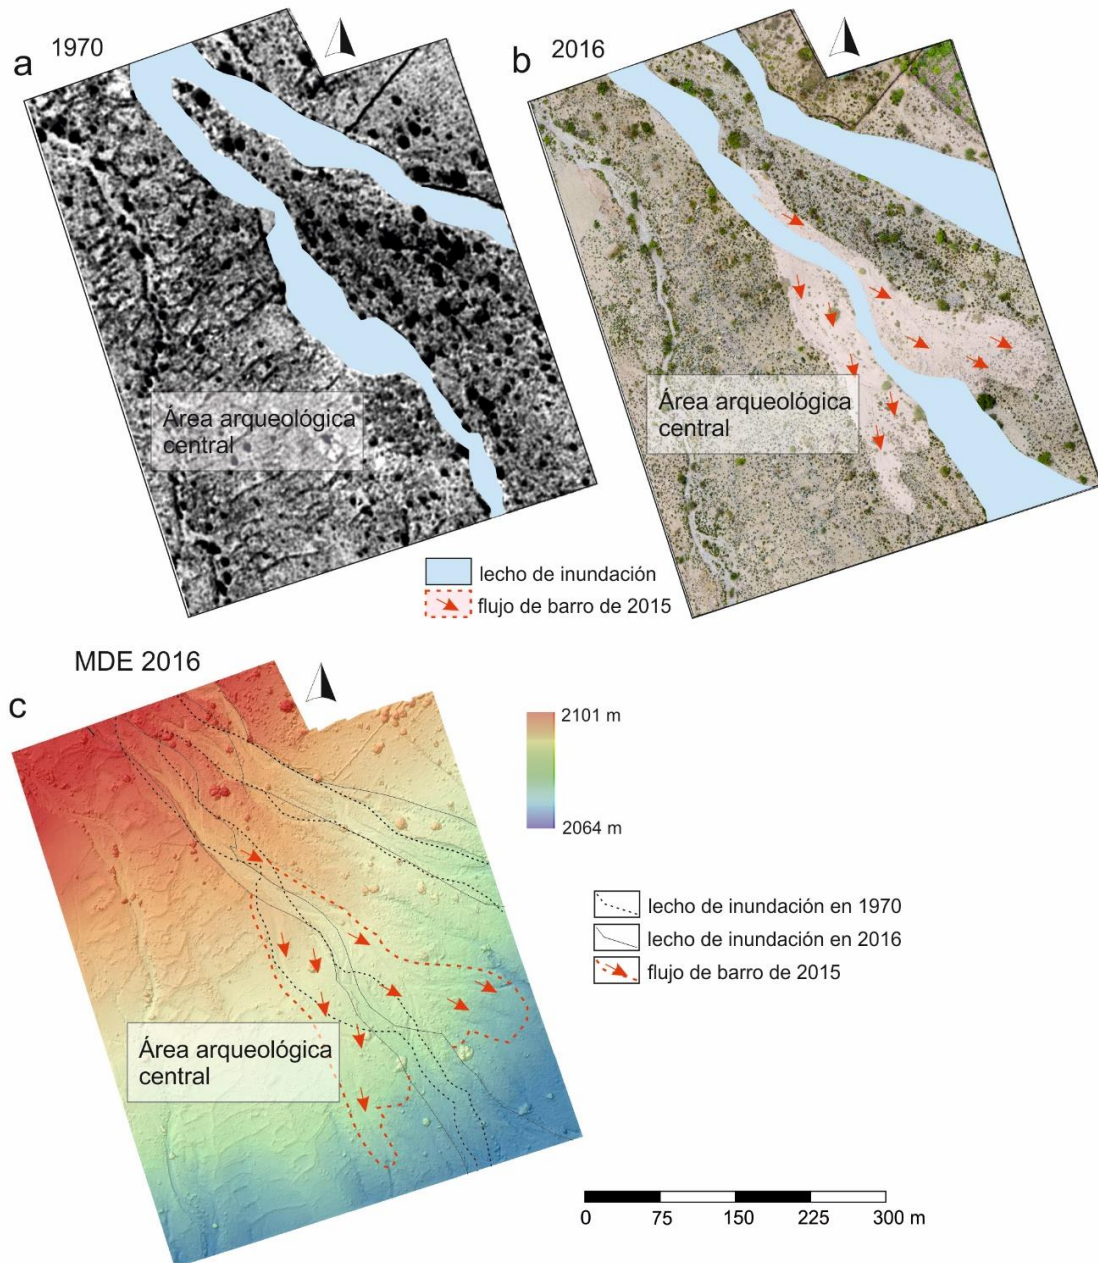 a
1970
b
2016
Área arqueológica
central
Área arqueológica
central
lecho de inundación
flujo de barro de 2015
MDE 2016
c
2101 m
2064 m
lecho de inundación en 1970
lecho de inundación en 2016
flujo de barro de 2015
Área arqueológica
central
0 75 150 225 300 m